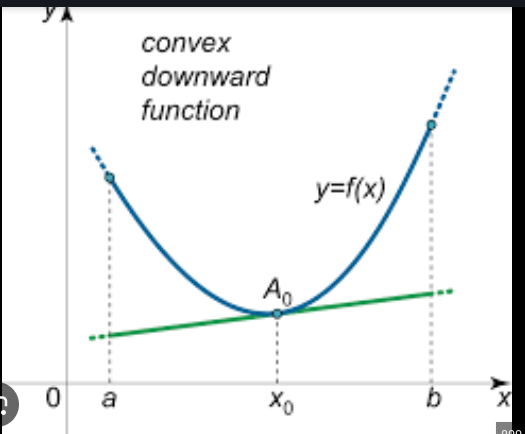 y
convex
downward
function
y=f(x)
A₀
0 a x₀ b x